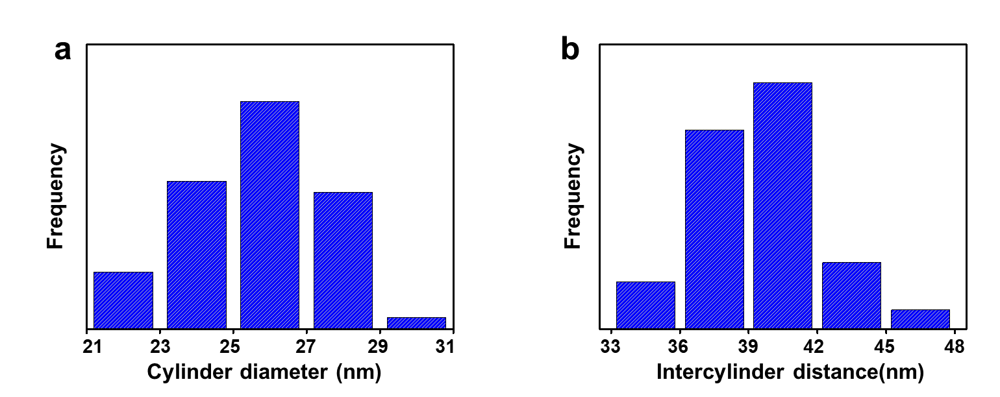 a
Frequency
21 23 25 27 29 31
Cylinder diameter (nm)
b
Frequency
33 36 39 42 45 48
Intercylinder distance(nm)